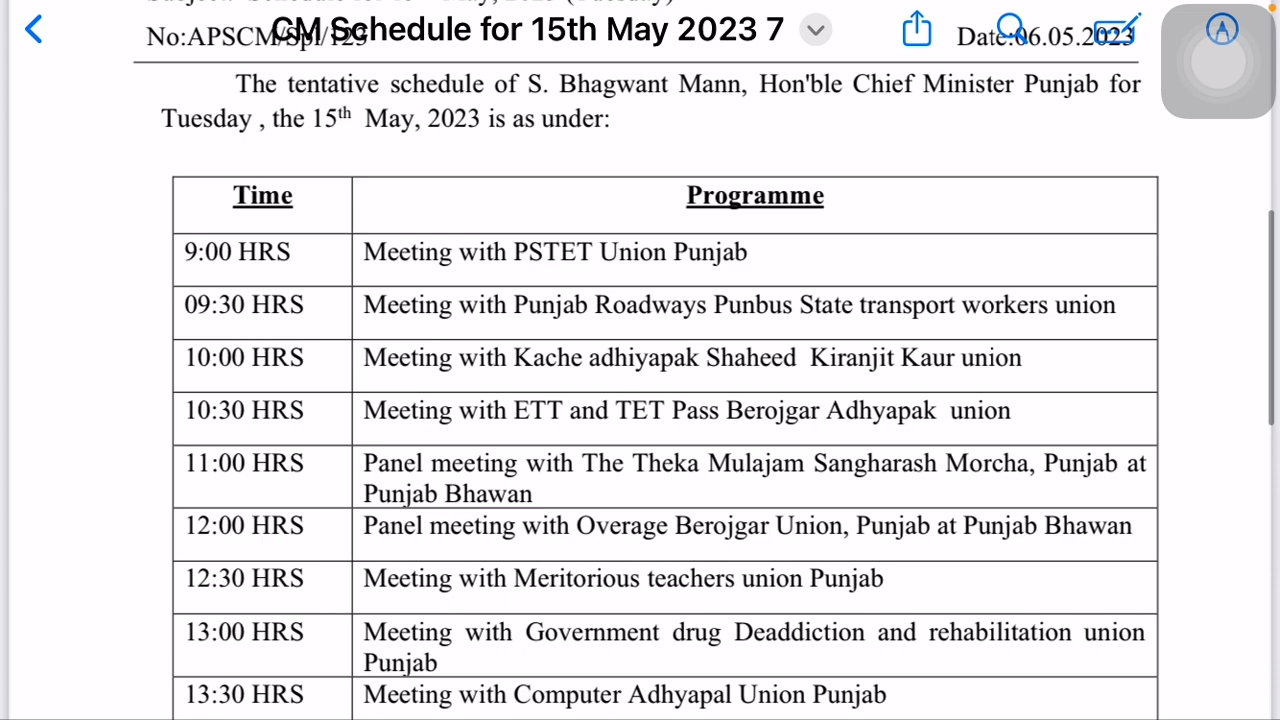 CM Schedule for 15th May 2023 7
No:APSCM/Spl/123 Date:06.05.2023
The tentative schedule of S. Bhagwant Mann, Hon'ble Chief Minister Punjab for
Tuesday , the 15th May, 2023 is as under:
Time Programme
9:00 HRS Meeting with PSTET Union Punjab
09:30 HRS Meeting with Punjab Roadways Punbus State transport workers union
10:00 HRS Meeting with Kache adhiyapak Shaheed Kiranjit Kaur union
10:30 HRS Meeting with ETT and TET Pass Berojgar Adhyapak union
11:00 HRS Panel meeting with The Theka Mulajam Sangharash Morcha, Punjab at
Punjab Bhawan
12:00 HRS Panel meeting with Overage Berojgar Union, Punjab at Punjab Bhawan
12:30 HRS Meeting with Meritorious teachers union Punjab
13:00 HRS Meeting with Government drug Deaddiction and rehabilitation union
Punjab
13:30 HRS Meeting with Computer Adhyapal Union Punjab